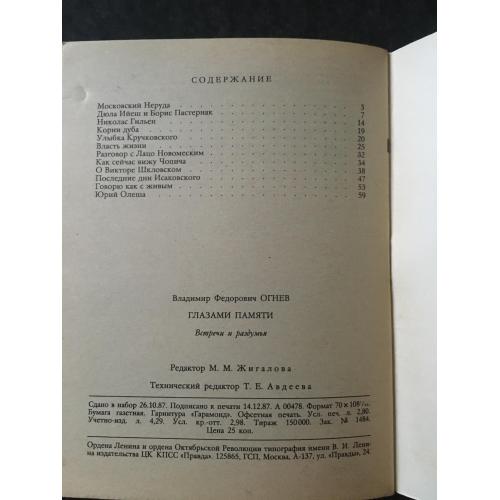 СОДЕРЖАНИЕ
Московский Неруда . . . . . . . . . . 3
Дюла Ийеш и Борис Пастернак . . . . . . . . . . 7
Николас Гильен . . . . . . . . . . 14
Корни дуба . . . . . . . . . . 19
Улыбка Кручковского . . . . . . . . . . 20
Власть жизни . . . . . . . . . . 25
Разговор с Лацо Новомеским . . . . . . . . . . 32
Как сейчас вижу Чопича . . . . . . . . . . 34
О Викторе Шкловском . . . . . . . . . . 38
Последние дни Исаковского . . . . . . . . . . 47
Говорю как с живым . . . . . . . . . . 53
Юрий Олеша . . . . . . . . . . 59
Владимир Федорович ОГНЕВ
ГЛАЗАМИ ПАМЯТИ
Встречи и раздумья
Редактор М. М. Жигалова
Технический редактор Т. Е. Авдеева
Сдано в набор 26.10.87. Подписано к печати 14.12.87. А 00478. Формат 70 × 108¹/₃₂.
Бумага газетная. Гарнитура «Гарамонд». Офсетная печать. Усл. печ. л. 2,80.
Учетно-изд. л. 4,29. Усл. кр.-отт. 2,98. Тираж 150000. Зак. № 1484.
Цена 25 коп.
Ордена Ленина и ордена Октябрьской Революции типография имени В. И. Лени-
на издательства ЦК КПСС «Правда». 125865, ГСП, Москва, А-137, ул. «Правды», 24.